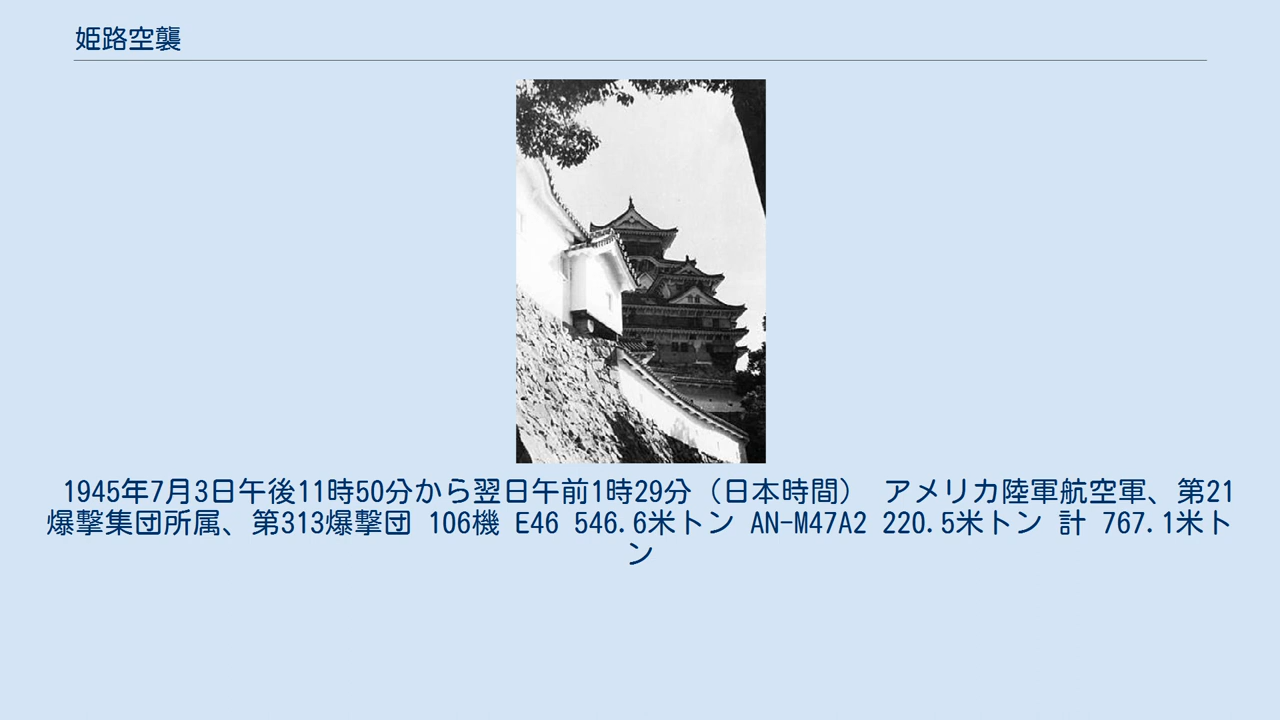 姫路空襲
1945年7月3日午後11時50分から翌日午前1時29分（日本時間） アメリカ陸軍航空軍、第21
爆撃集団所属、第313爆撃団 106機 E46 546.6米トン AN-M47A2 220.5米トン 計 767.1米ト
ン